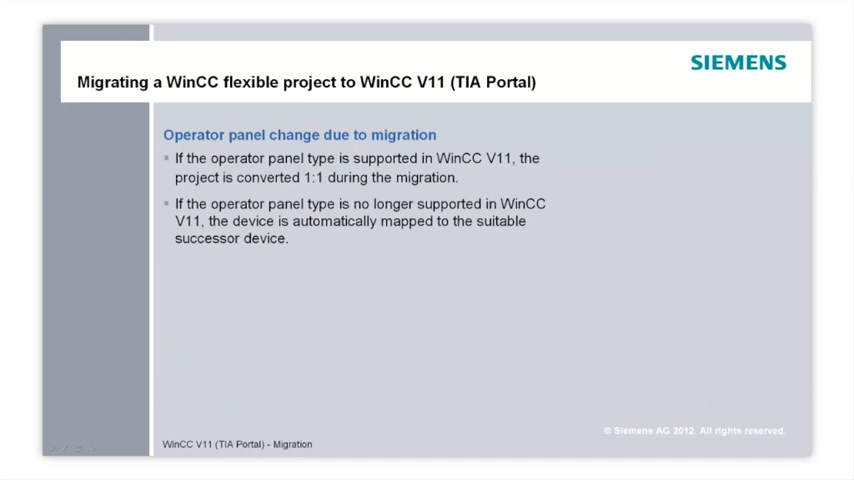 SIEMENS
Migrating a WinCC flexible project to WinCC V11 (TIA Portal)
Operator panel change due to migration
If the operator panel type is supported in WinCC V11, the
project is converted 1:1 during the migration.
If the operator panel type is no longer supported in WinCC
V11, the device is automatically mapped to the suitable
successor device.
© Siemens AG 2012. All rights reserved.
WinCC V11 (TIA Portal) - Migration